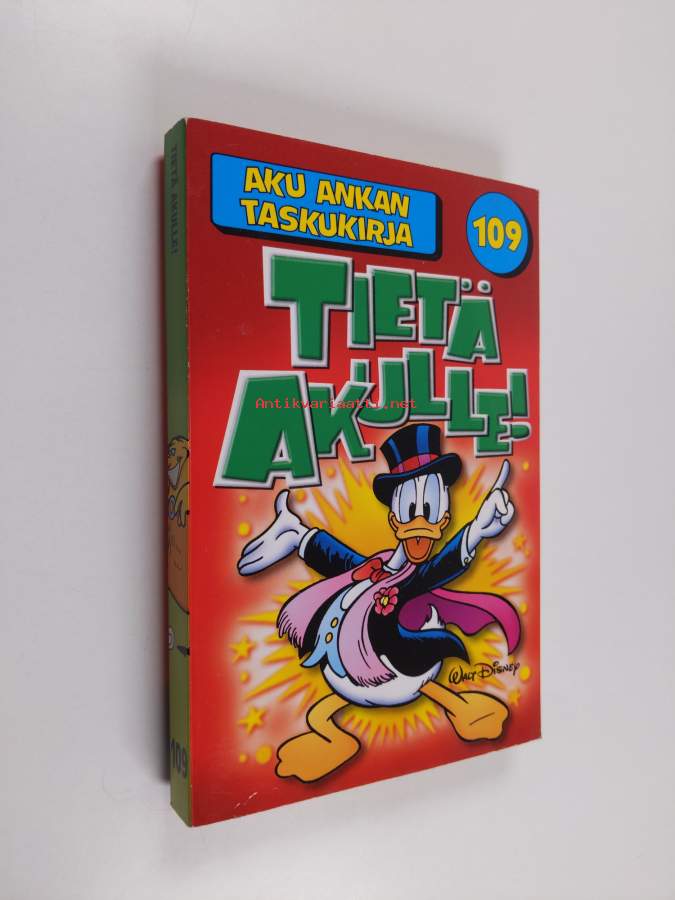 AKU ANKAN
TASKUKIRJA
109
TIETÄ
AKULLE!
Antikvariaatti.net
WALT DISNEY
TIETÄ AKULLE!
109